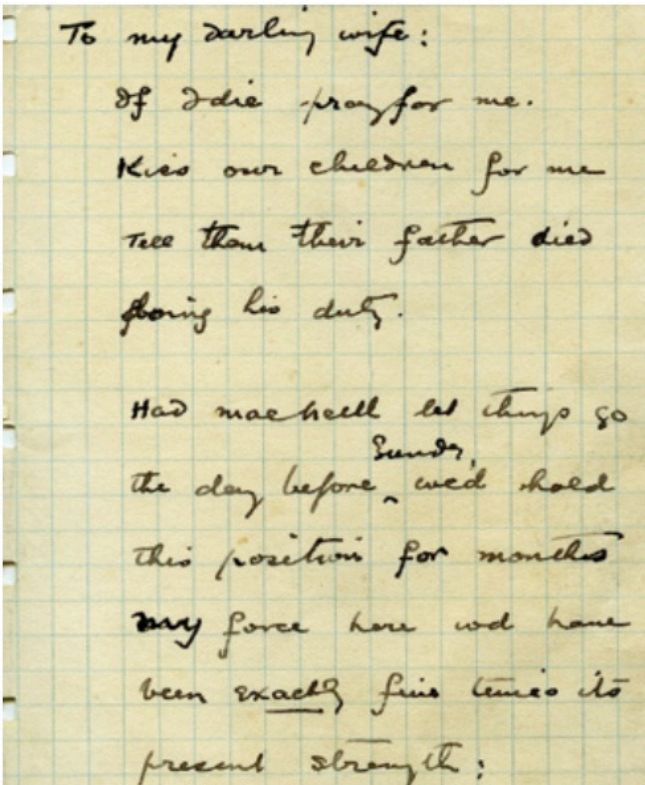 To my darling wife:
If I die pray for me.
Kiss our children for me
Tell them their father died
doing his duty.
Had MacNeill let things go
the day before Sunday, we'd hold
this position for months
my force here wd have
been exactly five times its
present strength: